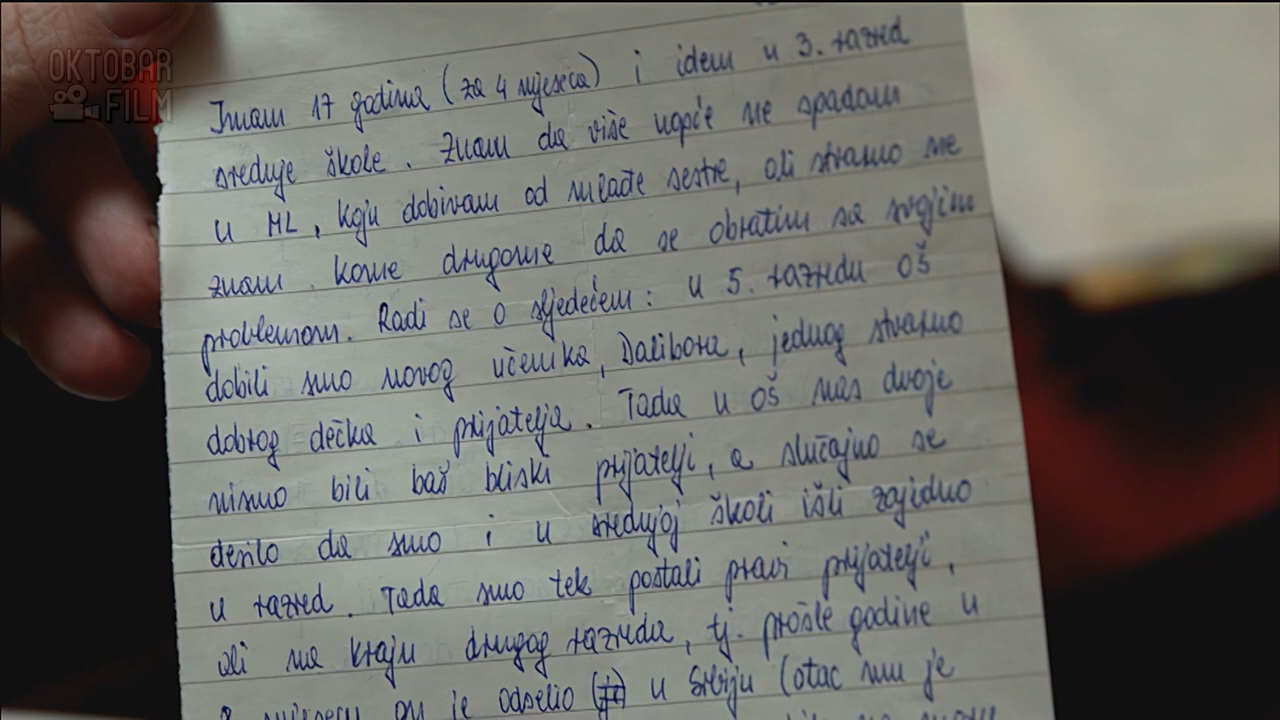 OKTOBAR
FILM
Imam 17 godina (za 4 mjeseca) i idem u 3. razred
srednje škole. Znam da više uopće ne spadam
u ML, koju dobivam od mlađe sestre, ali stvarno ne
znam kome drugome da se obratim sa svojim
problemom. Radi se o sljedećem: u 5. razredu OŠ
dobili smo novog učenika, Dalibora, jednog stvarno
dobrog dečka i prijatelja. Tada u OŠ nas dvoje
nismo bili baš bliski prijatelji, a slučajno se
desilo da smo i u srednjoj školi išli zajedno
u razred. Tada smo tek postali pravi prijatelji,
ali na kraju drugog razreda, tj. prošle godine u
mjesecu on je odselio (je) u Srbiju (otac mu je